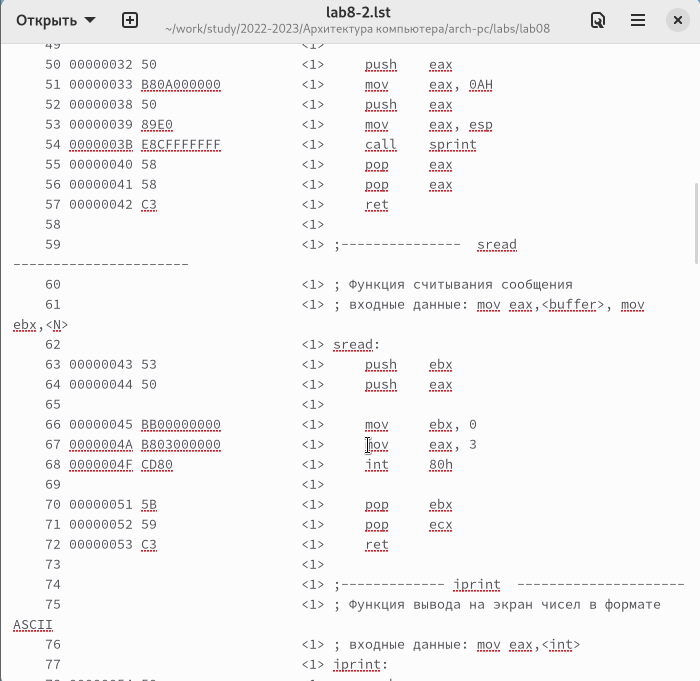 Открыть
lab8-2.lst
~/work/study/2022-2023/Архитектура компьютера/arch-pc/labs/lab08
49 <1>
50 00000032 50 <1> push eax
51 00000033 B80A000000 <1> mov eax, 0AH
52 00000038 50 <1> push eax
53 00000039 89E0 <1> mov eax, esp
54 0000003B E8CFFFFFFF <1> call sprint
55 00000040 58 <1> pop eax
56 00000041 58 <1> pop eax
57 00000042 C3 <1> ret
58 <1>
59 <1> ;--------------- sread
----------------------
60 <1> ; Функция считывания сообщения
61 <1> ; входные данные: mov eax,<buffer>, mov
ebx,<N>
62 <1> sread:
63 00000043 53 <1> push ebx
64 00000044 50 <1> push eax
65 <1>
66 00000045 BB00000000 <1> mov ebx, 0
67 0000004A B803000000 <1> mov eax, 3
68 0000004F CD80 <1> int 80h
69 <1>
70 00000051 5B <1> pop ebx
71 00000052 59 <1> pop ecx
72 00000053 C3 <1> ret
73 <1>
74 <1> ;------------- iprint ---------------------
75 <1> ; Функция вывода на экран чисел в формате
ASCII
76 <1> ; входные данные: mov eax,<int>
77 <1> iprint: